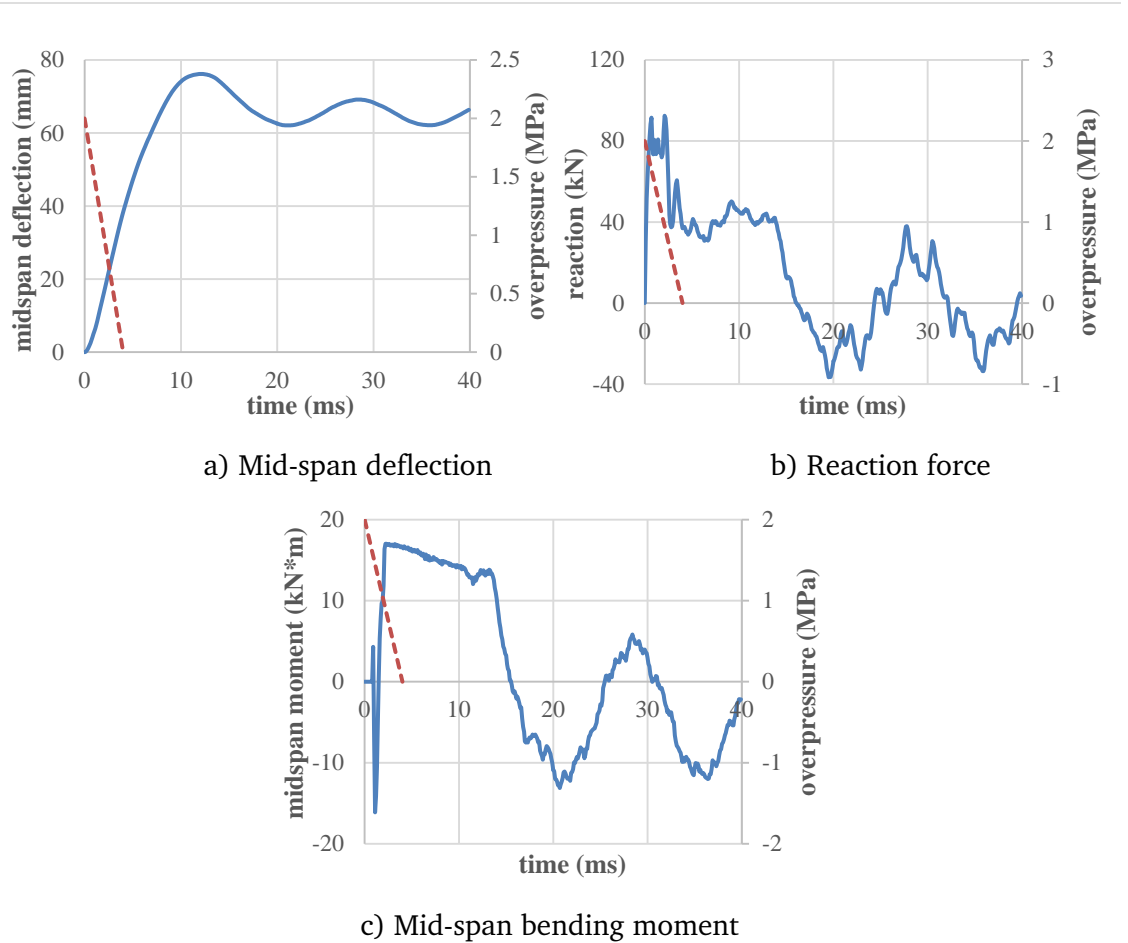 80
60
40
20
0
midspan deflection (mm)
2.5
2
1.5
1
0.5
0
overpressure (MPa)
0 10 20 30 40
time (ms)
a) Mid-span deflection
120
80
40
0
-40
reaction (kN)
3
2
1
0
-1
overpressure (MPa)
0 10 20 30 40
time (ms)
b) Reaction force
20
10
0
-10
-20
midspan moment (kN*m)
2
1
0
-1
-2
overpressure (MPa)
0 10 20 30 40
time (ms)
c) Mid-span bending moment